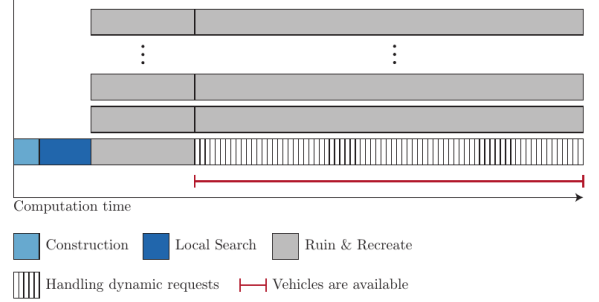 Computation time
Construction Local Search Ruin & Recreate
Handling dynamic requests Vehicles are available